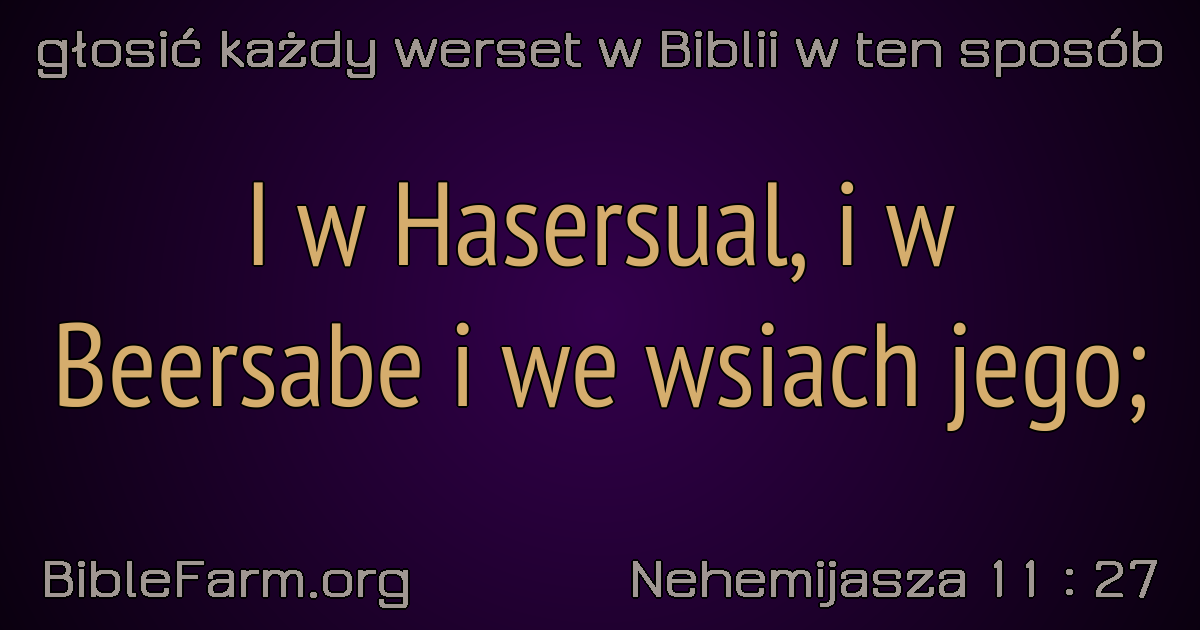 głosić każdy werset w Biblii w ten sposób
I w Hasersual, i w
Beersabe i we wsiach jego;
BibleFarm.org
Nehemijasza 11 : 27